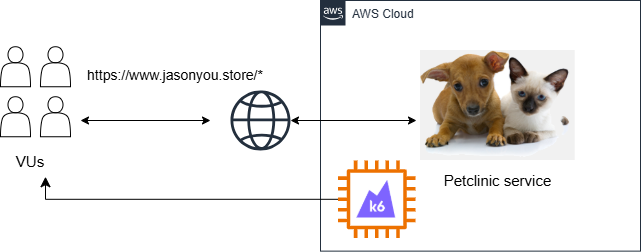 aws
AWS Cloud
https://www.jasonyou.store/*
VUs
k6
Petclinic service